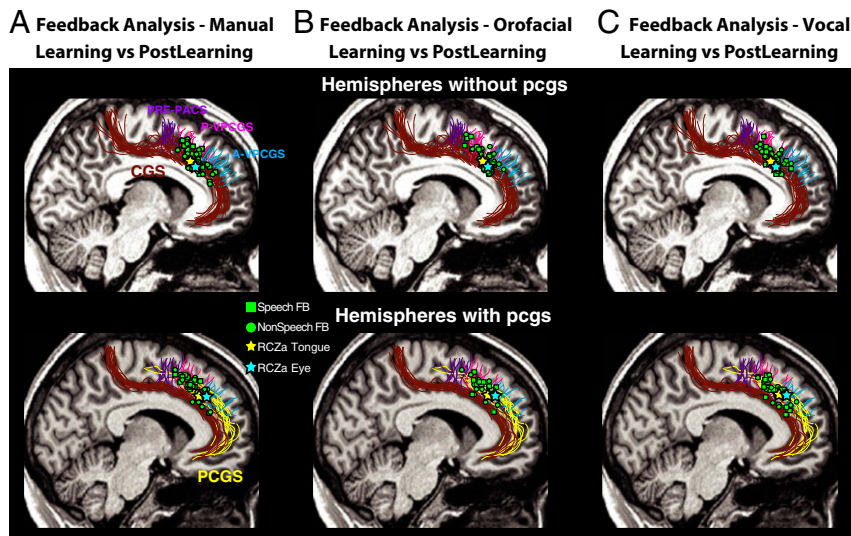 A Feedback Analysis - Manual
Learning vs PostLearning
B Feedback Analysis - Orofacial
Learning vs PostLearning
C Feedback Analysis - Vocal
Learning vs PostLearning
Hemispheres without pcgs
PRE-PACS
P-VPCGS
A-VPCGS
CGS
Speech FB
NonSpeech FB
RCZa Tongue
RCZa Eye
Hemispheres with pcgs
PCGS